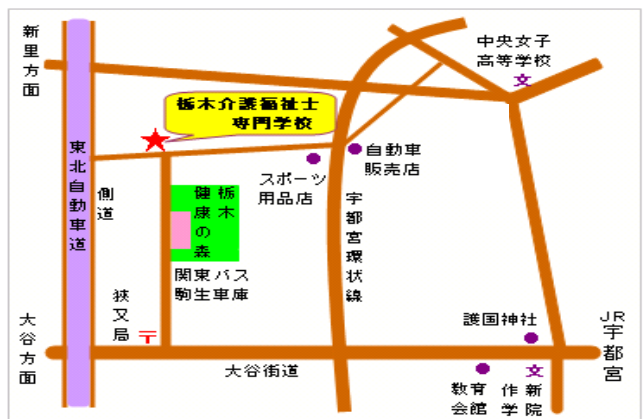 新里方面
中央女子
高等学校
文
栃木介護福祉士
専門学校
東北自動車道
側道
自動車
販売店
スポーツ
用品店
栃木
健康の森
宇都宮環状線
関東バス
駒生車庫
狭又局
〒
大谷方面
大谷街道
護国神社
JR宇都宮
教育
会館
文
作新
学院